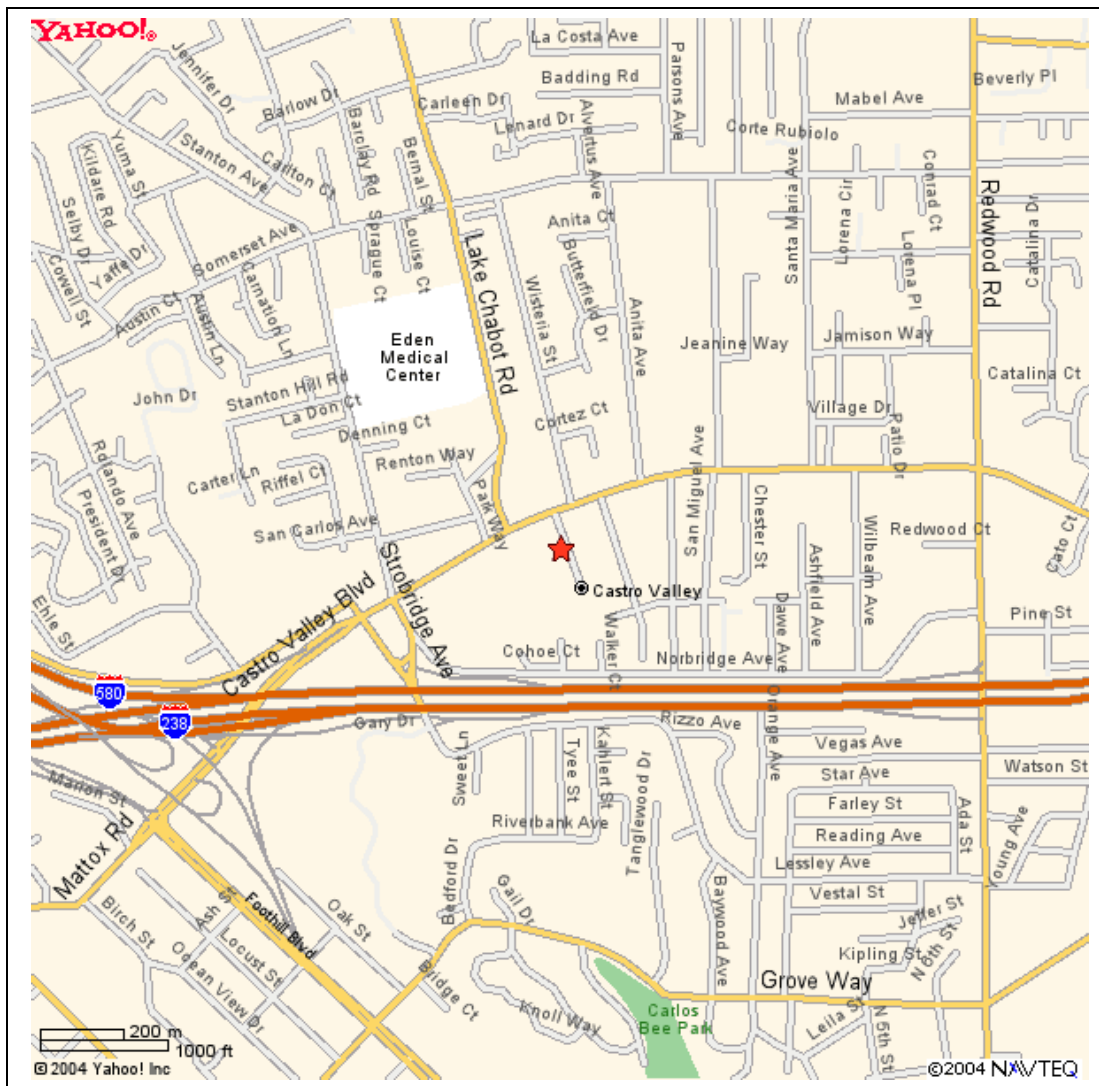 YAHOO!®
La Costa Ave
Badding Rd
Parsons Ave
Beverly Pl
Mabel Ave
Jennifer Dr
Barlow Dr
Carleen Dr
Lenard Dr
Alvertus Ave
Corte Rubiolo
Stanton Ave
Carlton Ct
Barclay Rd
Bernal St
Yuma St
Kildare Rd
Selby Dr
Yaffe Dr
Cowell St
Somerset Ave
Sprague Ct
Louise Ct
Lake Chabot Rd
Anita Ct
Butterfield Dr
Wisteria St
Anita Ave
Santa Maria Ave
Lorena Cir
Conrad Ct
Lorena Pl
Redwood Rd
Catalina Dr
Austin Ct
Austin Ln
Carnation Ln
Eden
Medical
Center
Jeanine Way
Jamison Way
Catalina Ct
John Dr
Stanton Hill Rd
La Don Ct
Denning Ct
Cortez Ct
Village Dr
Patio Dr
Rolando Ave
President Dr
Carter Ln
Riffel Ct
Renton Way
Park Way
San Carlos Ave
San Miguel Ave
Chester St
Ashfield Ave
Wilbeam Ave
Redwood Ct
Creto Ct
Castro Valley
Strobridge Ave
Castro Valley Blvd
Ehle St
Walker Ct
Dawe Ave
Pine St
Cohoe Ct
Norbridge Ave
580
238
Gary Dr
Rizzo Ave
Orange Ave
Vegas Ave
Sweet Ln
Tyee St
Kahlert St
Tanglewood Dr
Star Ave
Watson St
Marion St
Farley St
Ada St
Riverbank Ave
Reading Ave
Young Ave
Mattox Rd
Lessley Ave
Bedford Dr
Gail Dr
Baywood Ave
Vestal St
Birch St
Ash St
Foothill Blvd
Oak St
Jeffer St
Locust St
Kipling St
N 6th St
Ocean View Dr
Bridge Ct
Grove Way
Knoll Way
Carlos
Bee Park
Leila St
N 5th St
200 m
1000 ft
© 2004 Yahoo! Inc
©2004 NAVTEQ